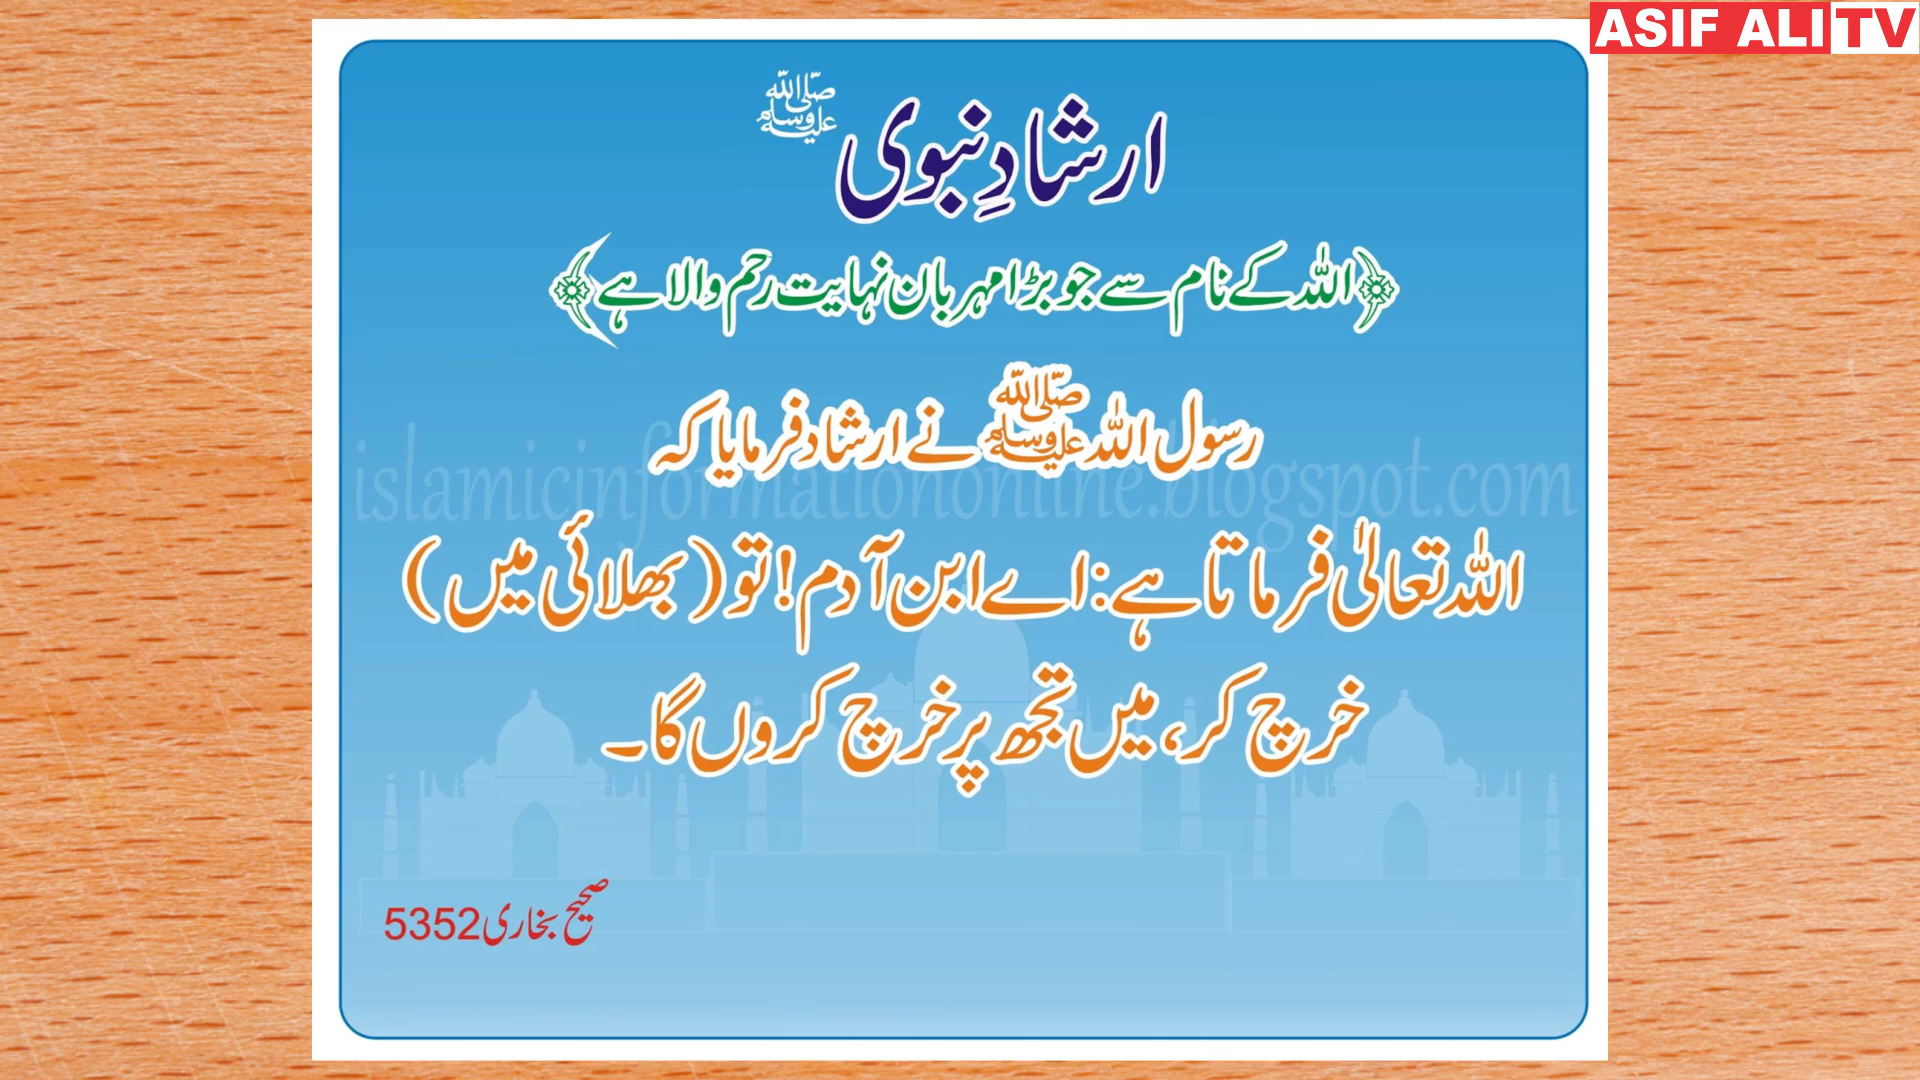 ASIF ALI TV
ارشادِ نبوی ﷺ
﴿اللہ کے نام سے جو بڑا مہربان نہایت رحم والا ہے﴾
رسول اللہ ﷺ نے ارشاد فرمایا کہ
islamicinformationonline.blogspot.com
اللہ تعالیٰ فرماتا ہے: اے ابن آدم! تو (بھلائی میں)
خرچ کر، میں تجھ پر خرچ کروں گا۔
صحیح بخاری 5352